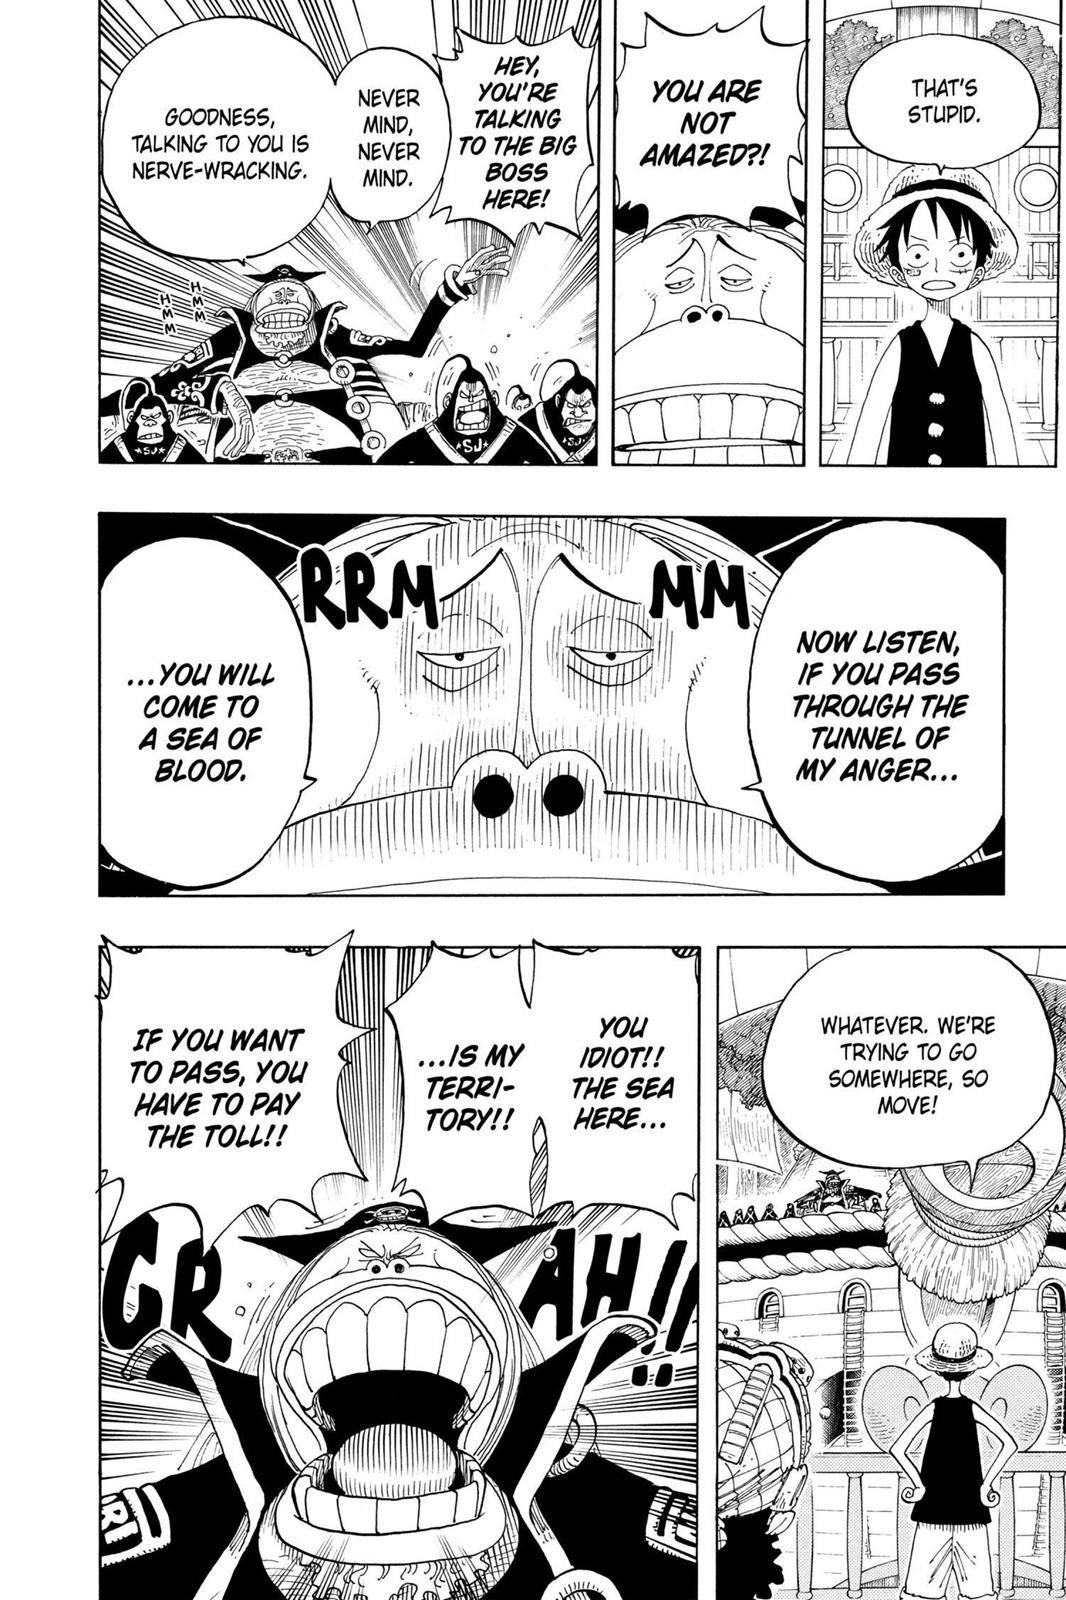 THAT'S
STUPID.
YOU ARE
NOT
AMAZED?!
HEY,
YOU'RE
TALKING
TO THE BIG
BOSS
HERE!
NEVER
MIND,
NEVER
MIND.
GOODNESS,
TALKING TO YOU IS
NERVE-WRACKING.
HMM
HMM
SJ
SJ
NOW LISTEN,
IF YOU PASS
THROUGH THE
TUNNEL OF
MY ANGER...
RRM
MM
...YOU WILL
COME TO
A SEA OF
BLOOD.
WHATEVER. WE'RE
TRYING TO GO
SOMEWHERE, SO
MOVE!
YOU
IDIOT!!
THE SEA
HERE...
...IS MY
TERRI-
TORY!!
IF YOU WANT
TO PASS, YOU
HAVE TO PAY
THE TOLL!!
GR
AH!!